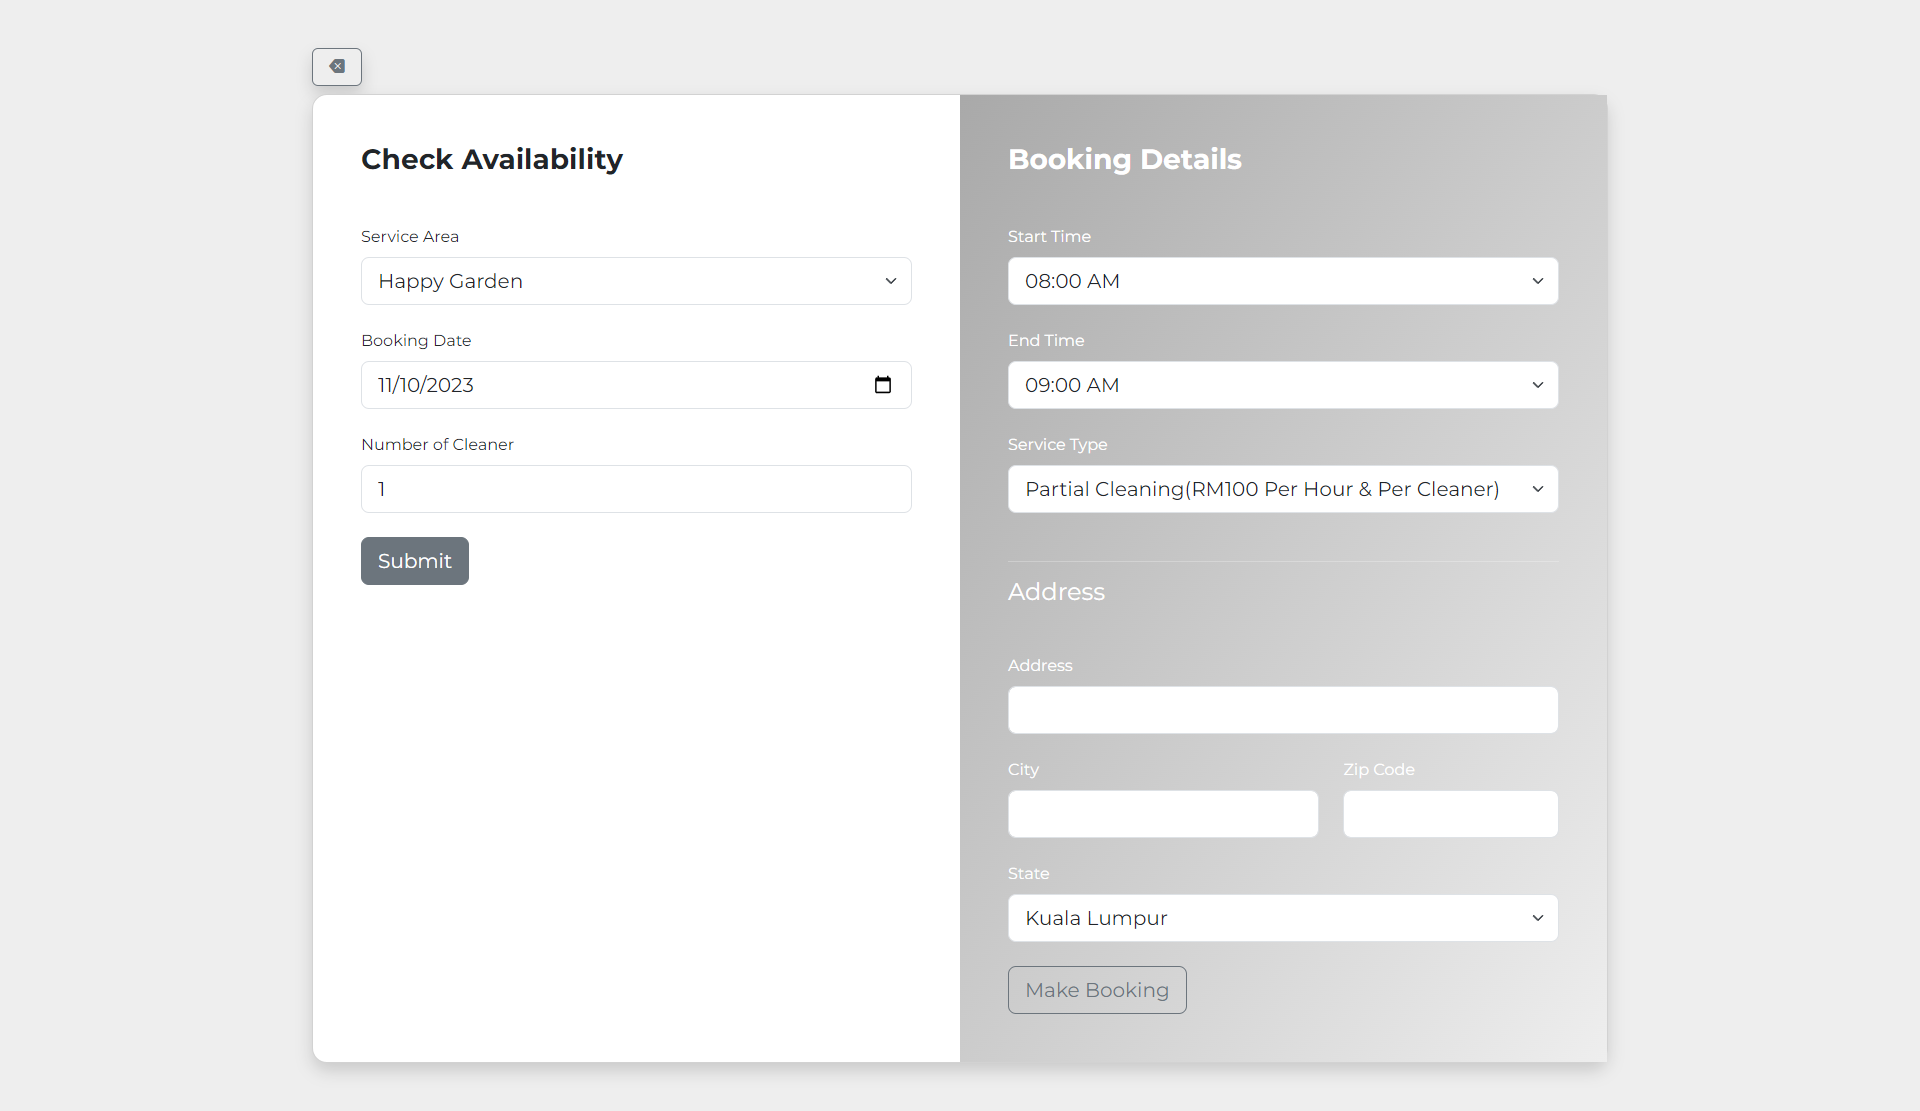 Check Availability
Service Area
Happy Garden
Booking Date
11/10/2023
Number of Cleaner
1
Submit
Booking Details
Start Time
08:00 AM
End Time
09:00 AM
Service Type
Partial Cleaning(RM100 Per Hour & Per Cleaner)
Address
Address
City
Zip Code
State
Kuala Lumpur
Make Booking